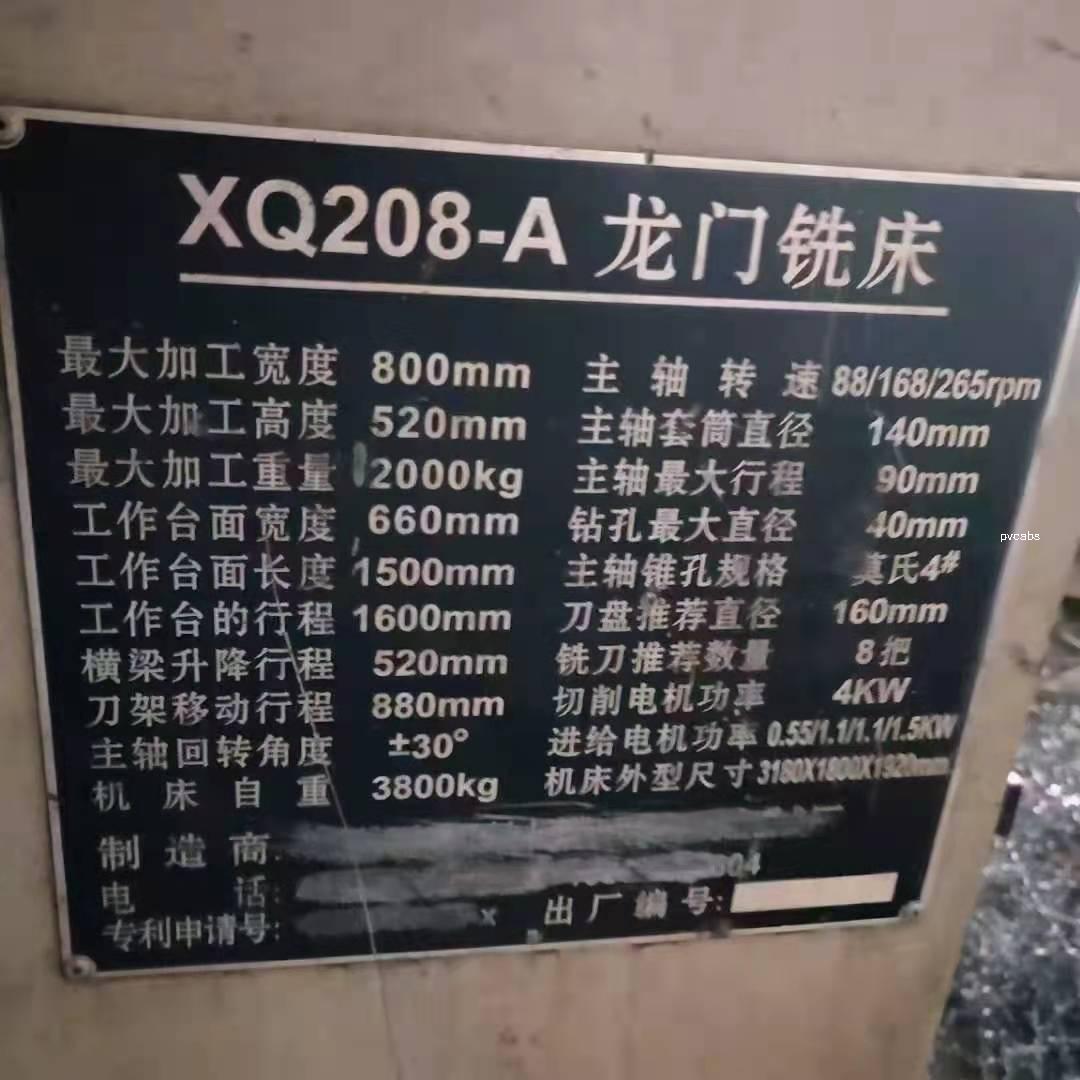 XQ208-A 龙门铣床
最大加工宽度 800mm 主轴转速 88/168/265rpm
最大加工高度 520mm 主轴套筒直径 140mm
最大加工重量 2000kg 主轴最大行程 90mm
工作台面宽度 660mm 钻孔最大直径 40mm
pvcabs
工作台面长度 1500mm 主轴锥孔规格 莫氏4#
工作台的行程 1600mm 刀盘推荐直径 160mm
横梁升降行程 520mm 铣刀推荐数量 8把
刀架移动行程 880mm 切削电机功率 4KW
主轴回转角度 ±30° 进给电机功率 0.55/1.1/1.1/1.5KW
机床自重 3800kg 机床外型尺寸 3180X1800X1920mm
制造商:
电话:
专利申请号: x 出厂编号: